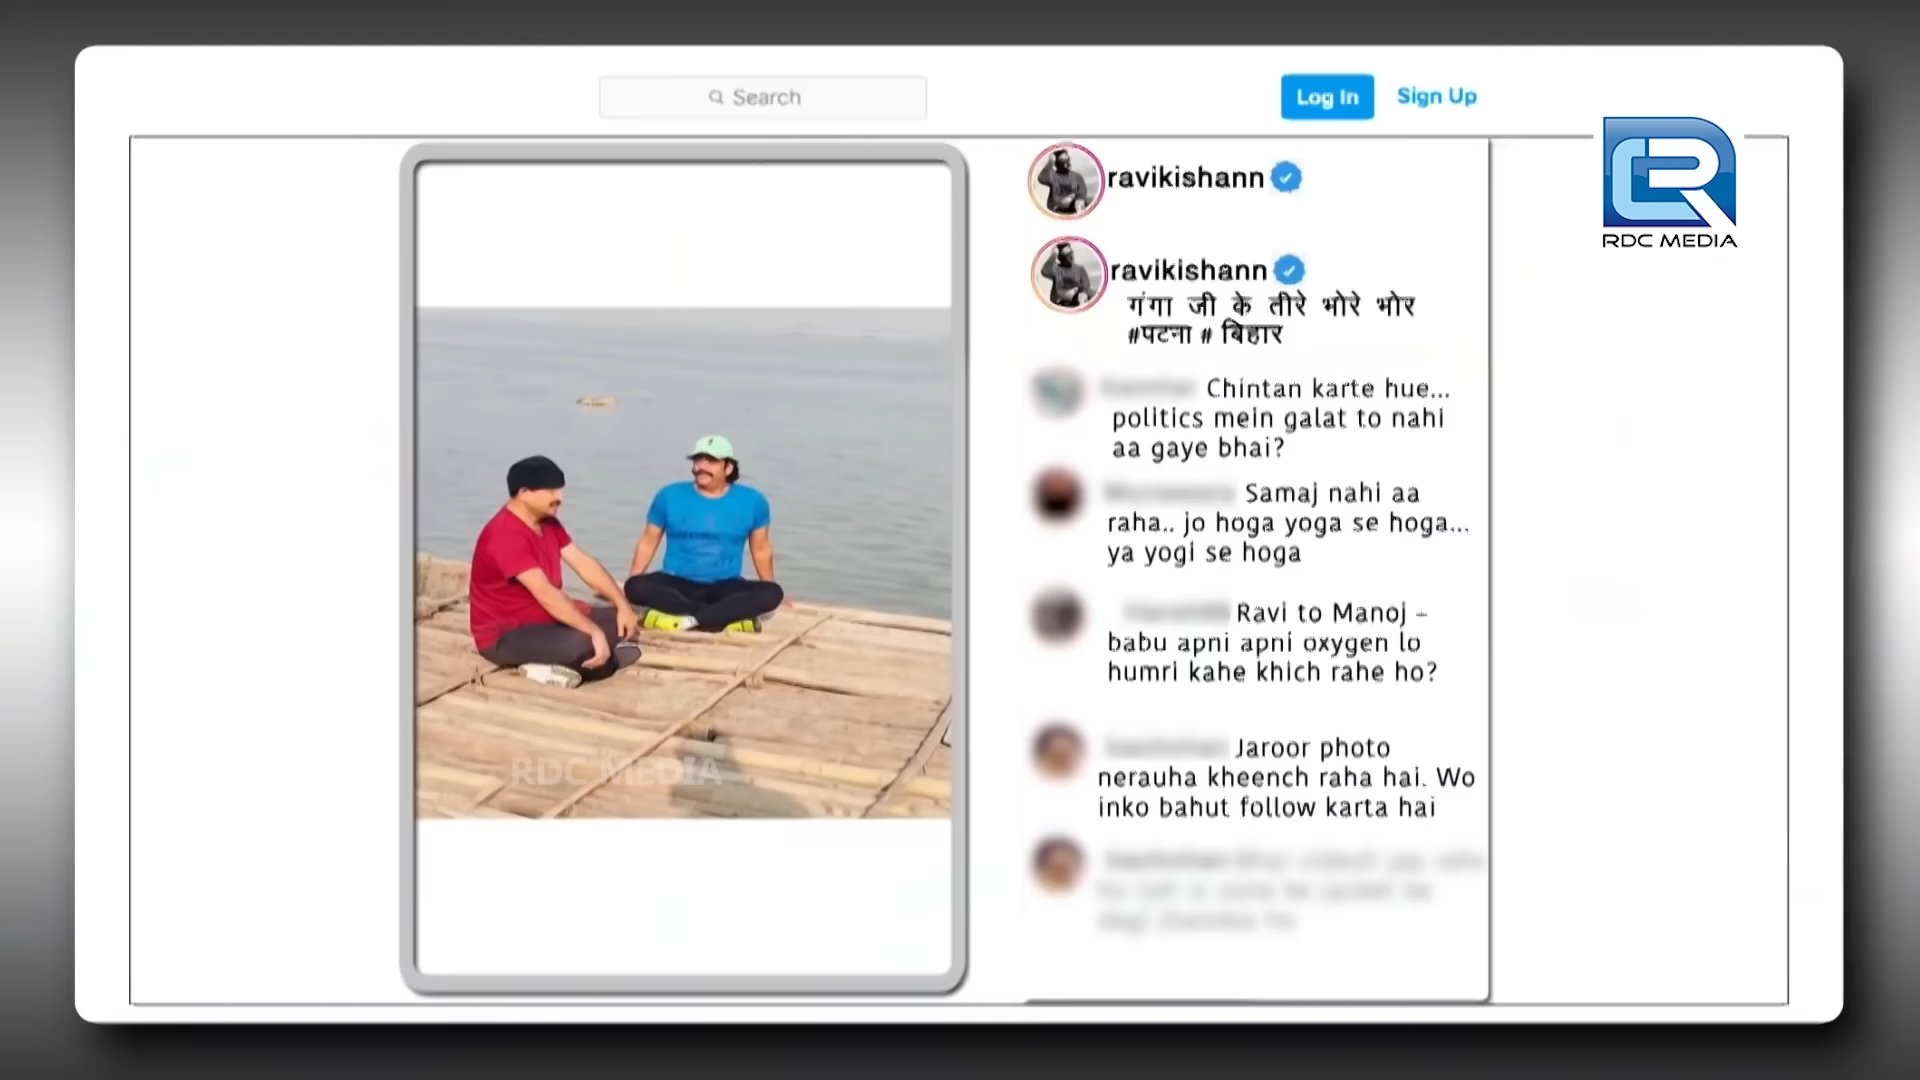 Search
Log In
Sign Up
RDC MEDIA
ravikishann
ravikishann
गंगा जी के तीरे भोरे भोर
#पटना # बिहार
Chintan karte hue...
politics mein galat to nahi
aa gaye bhai?
Samaj nahi aa
raha.. jo hoga yoga se hoga...
ya yogi se hoga
Ravi to Manoj –
babu apni apni oxygen lo
humri kahe khich rahe ho?
Jaroor photo
nerauha kheench raha hai. Wo
inko bahut follow karta hai
RDC MEDIA